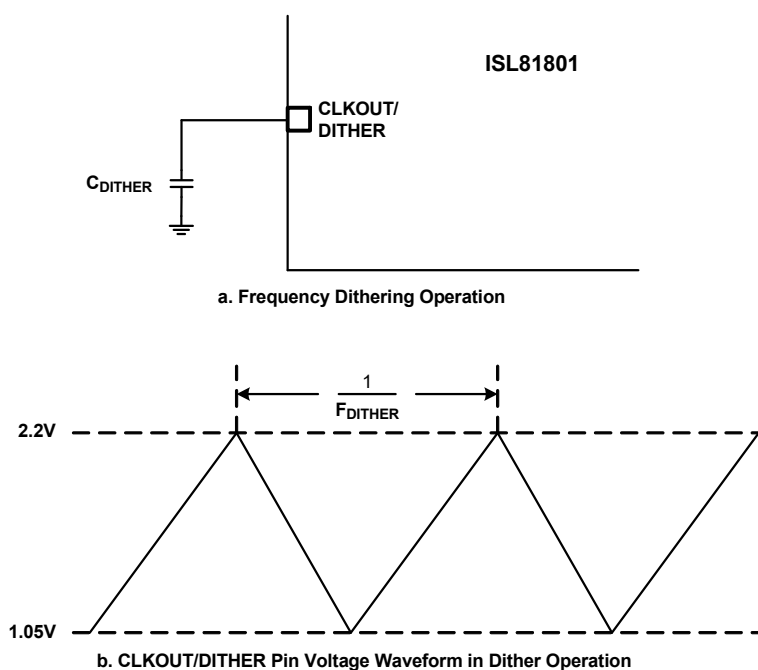 ISL81801
CLKOUT/
DITHER
CDITHER
a. Frequency Dithering Operation
1
FDITHER
2.2V
1.05V
b. CLKOUT/DITHER Pin Voltage Waveform in Dither Operation